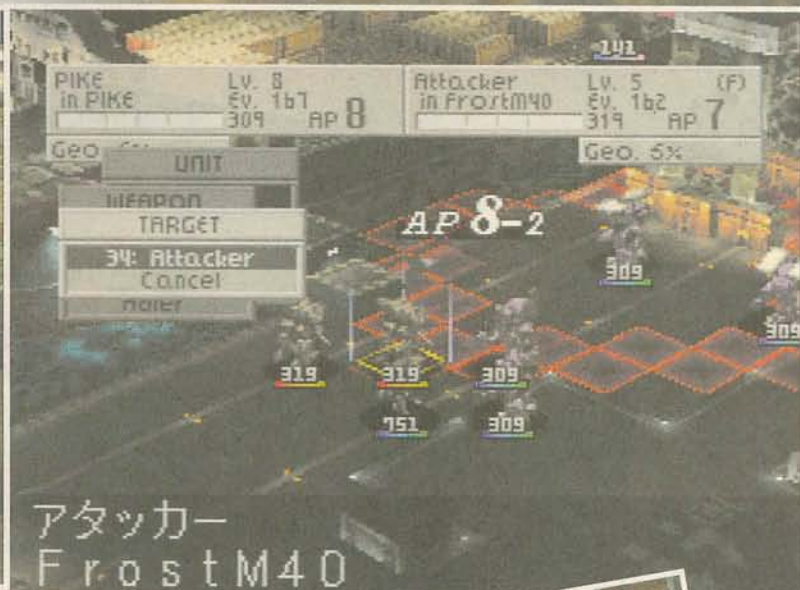 141
PIKE Lv. 8
in PIKE Ev. 167
309 AP 8
Attacker Lv. 5 (F)
in FrostM40 Ev. 162
319 AP 7
Geo.
Geo. 5%
UNIT
WEAPON
TARGET
34: Attacker
Cancel
AP 8-2
309
309
319
319
309
751
309
アタッカー
FrostM40